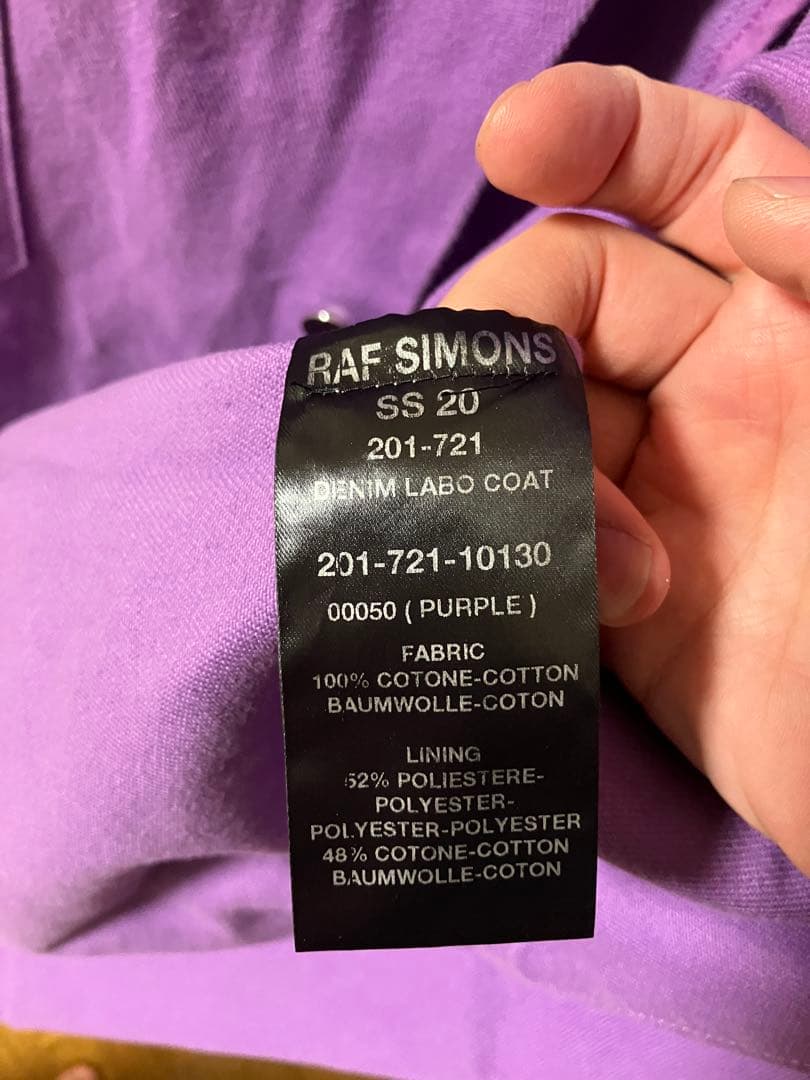 RAF SIMONS
SS 20
201-721
DENIM LABO COAT
201-721-10130
00050 ( PURPLE )
FABRIC
100% COTONE-COTTON
BAUMWOLLE-COTON
LINING
52% POLIESTERE-
POLYESTER-
POLYESTER-POLYESTER
48% COTONE-COTTON
BAUMWOLLE-COTON